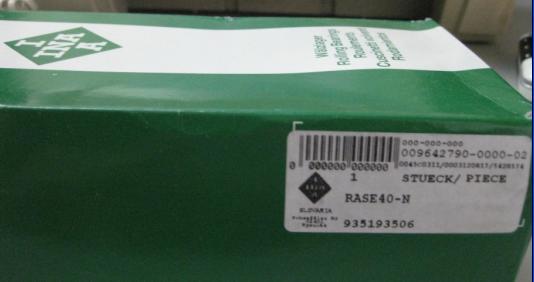 I
INA
A
Wälzlager
Rolling Bearings
Roulements
Cuscinetti volventi
Rodamientos
000-000-000
009642790-0000-02
0 000000 000000
1 STUECK/ PIECE
RASE40-N
SLOVAKIA
935193506